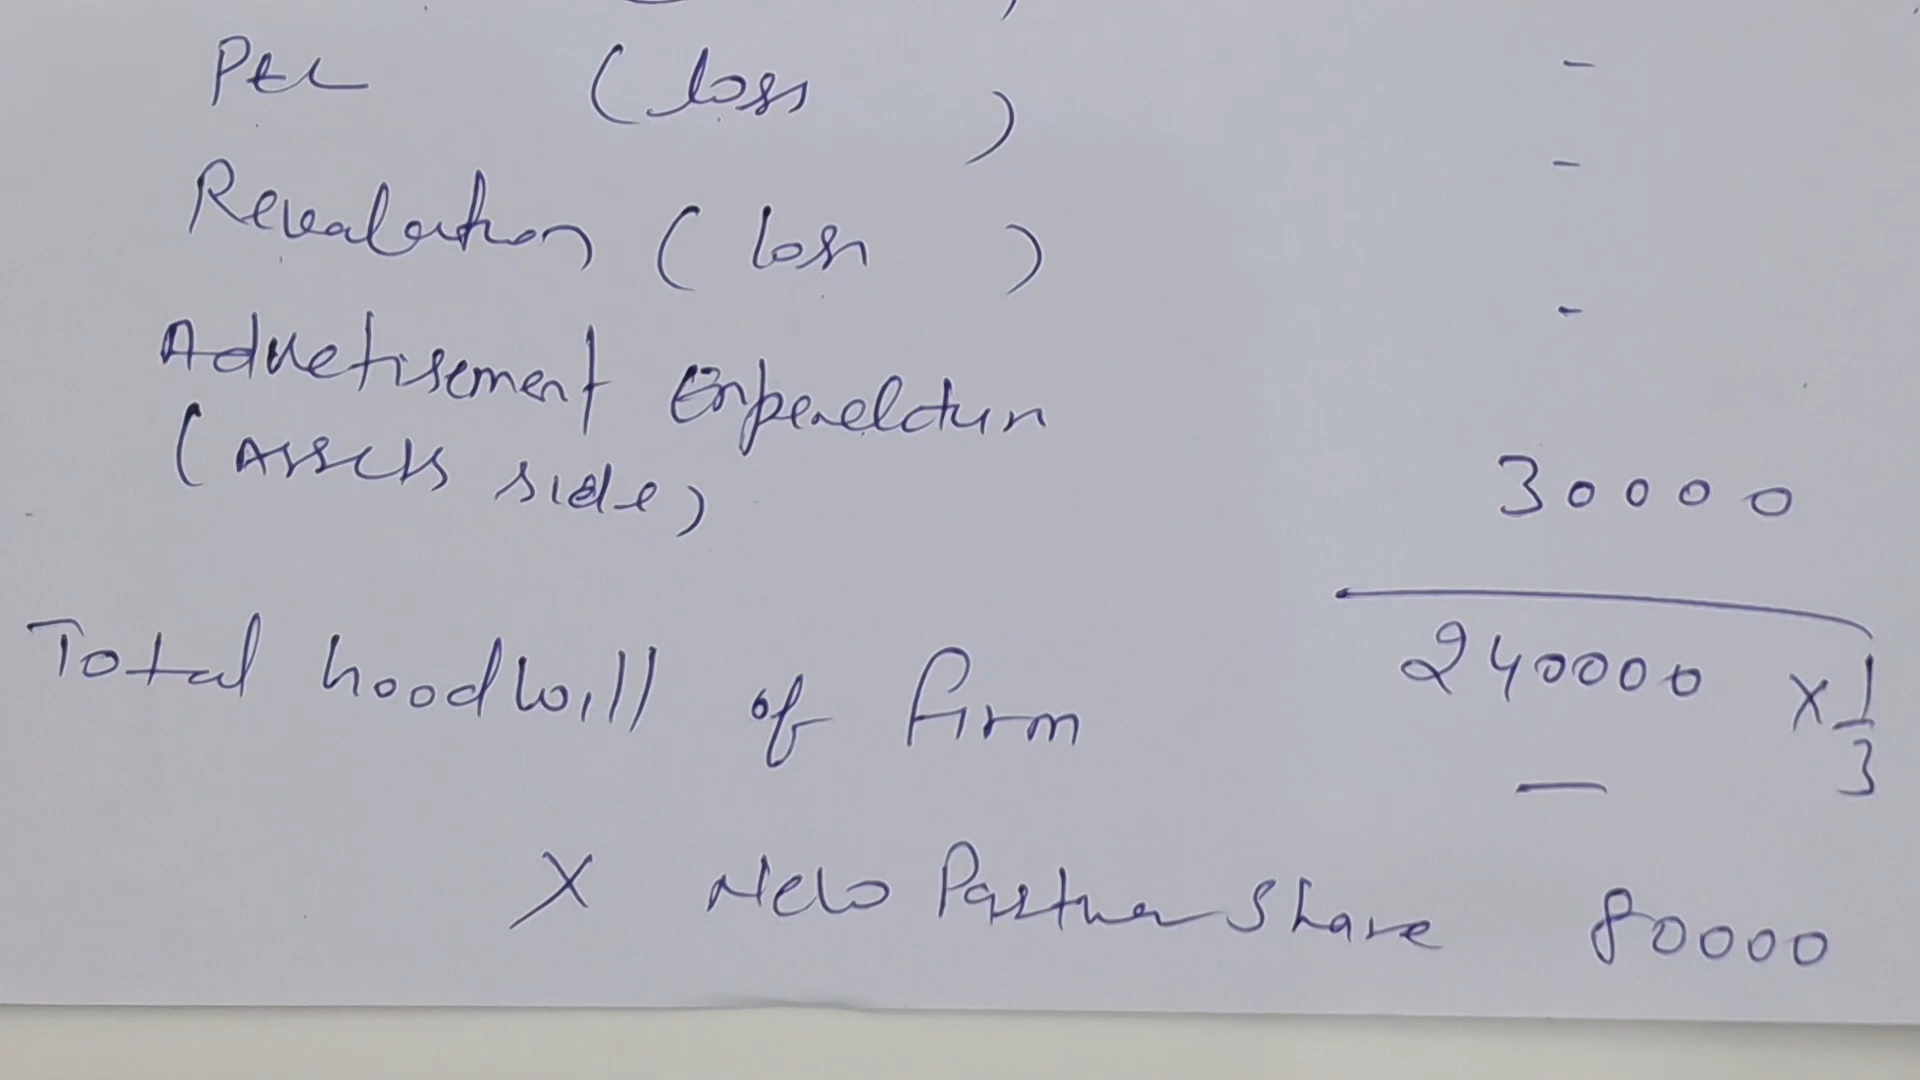 P&L (loss ) -
Revaluation (loss ) -
Advertisement Expenditure -
(Assets side) 30000
Total Goodwill of firm 240000 x 1/3
x New Partner Share 80000